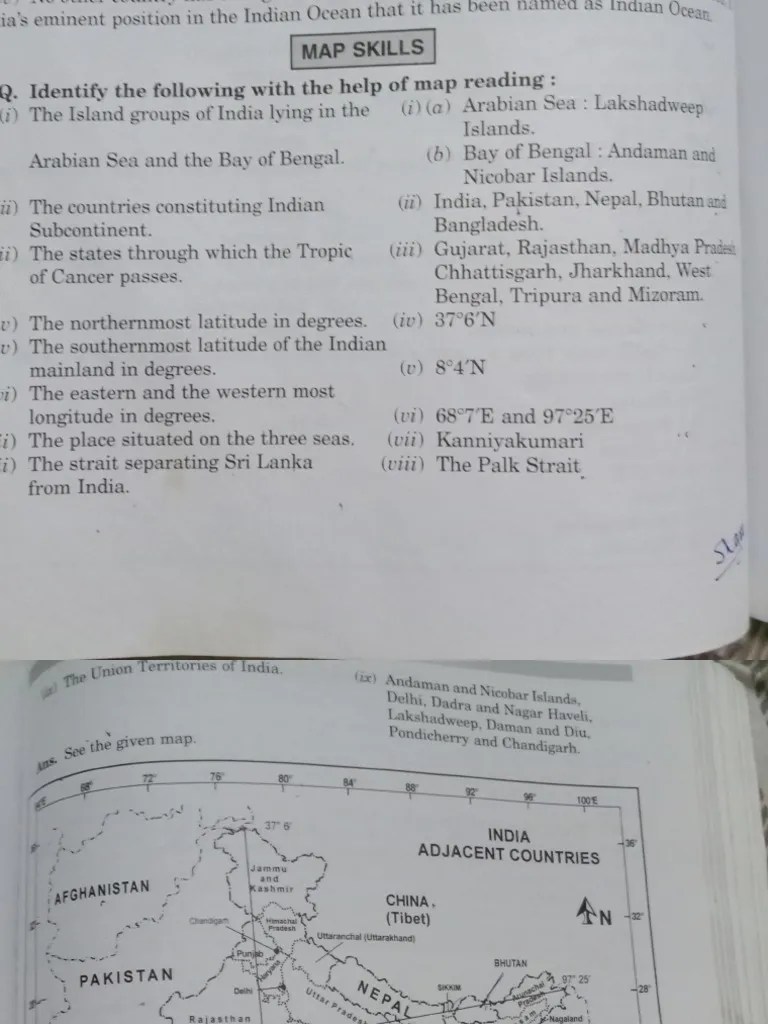 ia's eminent position in the Indian Ocean that it has been named as Indian Ocean.
MAP SKILLS
Q. Identify the following with the help of map reading :
(i) The Island groups of India lying in the
Arabian Sea and the Bay of Bengal.
(i) (a) Arabian Sea : Lakshadweep
Islands.
(b) Bay of Bengal : Andaman and
Nicobar Islands.
ii) The countries constituting Indian
Subcontinent.
(ii) India, Pakistan, Nepal, Bhutan and
Bangladesh.
ii) The states through which the Tropic
of Cancer passes.
(iii) Gujarat, Rajasthan, Madhya Pradesh
Chhattisgarh, Jharkhand, West
Bengal, Tripura and Mizoram.
v) The northernmost latitude in degrees.
(iv) 37°6′N
v) The southernmost latitude of the Indian
mainland in degrees.
(v) 8°4′N
vi) The eastern and the western most
longitude in degrees.
(vi) 68°7′E and 97°25′E
i) The place situated on the three seas.
(vii) Kanniyakumari
i) The strait separating Sri Lanka
from India.
(viii) The Palk Strait
(ix) The Union Territories of India.
(ix) Andaman and Nicobar Islands,
Delhi, Dadra and Nagar Haveli,
Lakshadweep, Daman and Diu,
Pondicherry and Chandigarh.
Ans. See the given map.
68° 72° 76° 80° 84° 88° 92° 96° 100°E
37° 6'
INDIA
ADJACENT COUNTRIES
36°
Jammu
and
Kashmir
AFGHANISTAN
CHINA
(Tibet)
N
32°
Chandigarh
Himachal
Pradesh
Uttaranchal (Uttarakhand)
Punjab
Haryana
PAKISTAN
BHUTAN
97° 25'
Delhi
NEPAL
SIKKIM
Arunachal
Pradesh
28°
Uttar Pradesh
Rajasthan
Nagaland